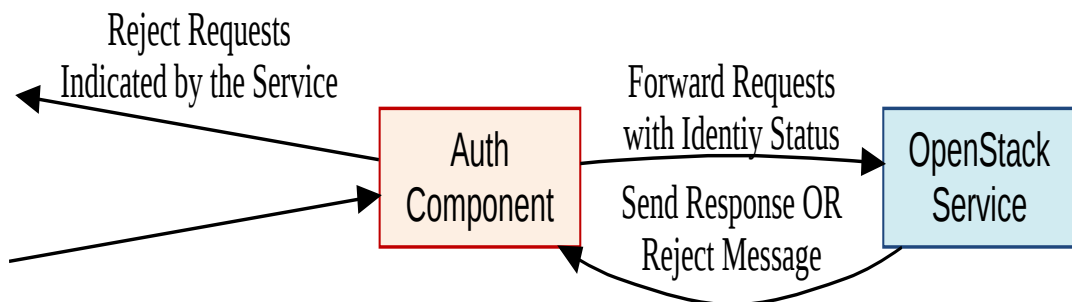 Reject Requests
Indicated by the Service
Auth
Component
Forward Requests
with Identiy Status
Send Response OR
Reject Message
OpenStack
Service